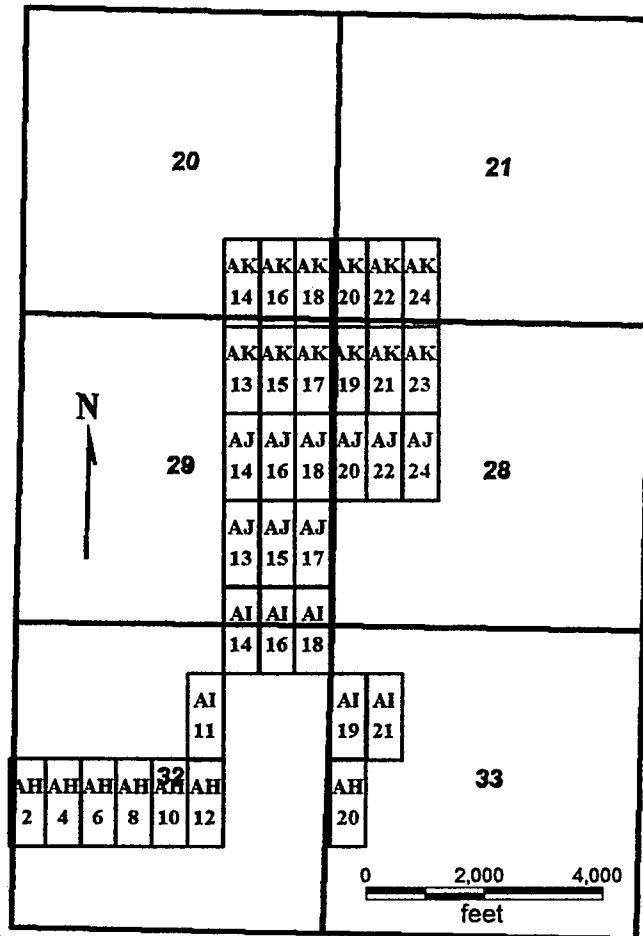 20
21
AK AK AK AK AK AK
14 16 18 20 22 24
AK AK AK AK AK AK
13 15 17 19 21 23
N
AJ AJ AJ AJ AJ AJ
14 16 18 20 22 24
29
28
AJ AJ AJ
13 15 17
AI AI AI
14 16 18
AI AI AI
11 19 21
32
33
AH AH AH AH AH AH AH
2 4 6 8 10 12 20
0 2,000 4,000
feet